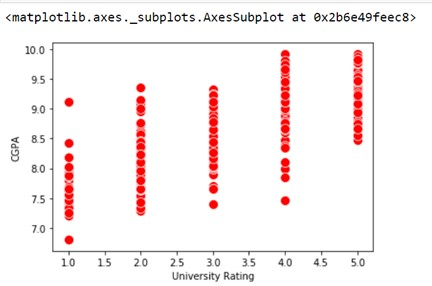 <matplotlib.axes._subplots.AxesSubplot at 0x2b6e49feec8>
10.0
9.5
9.0
8.5
8.0
7.5
7.0
CGPA
1.0 1.5 2.0 2.5 3.0 3.5 4.0 4.5 5.0
University Rating